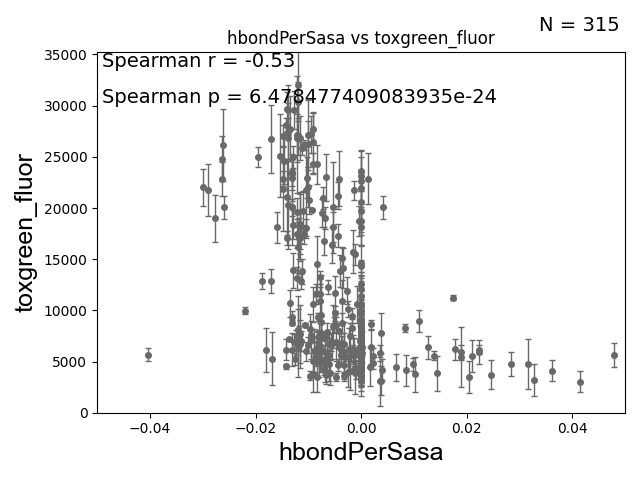 N = 315
hbondPerSasa vs toxgreen_fluor
Spearman r = -0.53
Spearman p = 6.478477409083935e-24
35000
30000
25000
20000
15000
10000
5000
0
toxgreen_fluor
−0.04 −0.02 0.00 0.02 0.04
hbondPerSasa